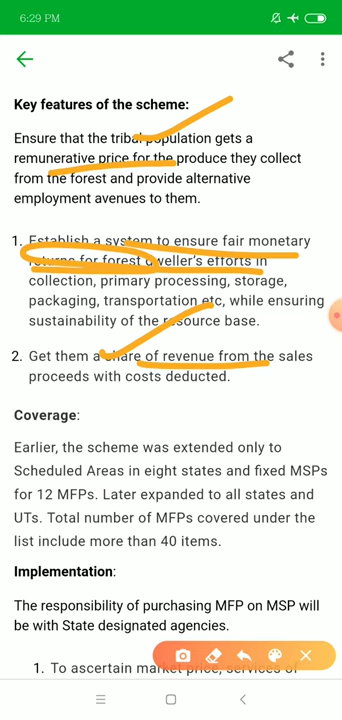 6:29 PM
Key features of the scheme:
Ensure that the tribal population gets a
remunerative price for the produce they collect
from the forest and provide alternative
employment avenues to them.
1. Establish a system to ensure fair monetary
returns for forest dweller's efforts in
collection, primary processing, storage,
packaging, transportation etc, while ensuring
sustainability of the resource base.
2. Get them a share of revenue from the sales
proceeds with costs deducted.
Coverage:
Earlier, the scheme was extended only to
Scheduled Areas in eight states and fixed MSPs
for 12 MFPs. Later expanded to all states and
UTs. Total number of MFPs covered under the
list include more than 40 items.
Implementation:
The responsibility of purchasing MFP on MSP will
be with State designated agencies.
1. To ascertain market price, services of